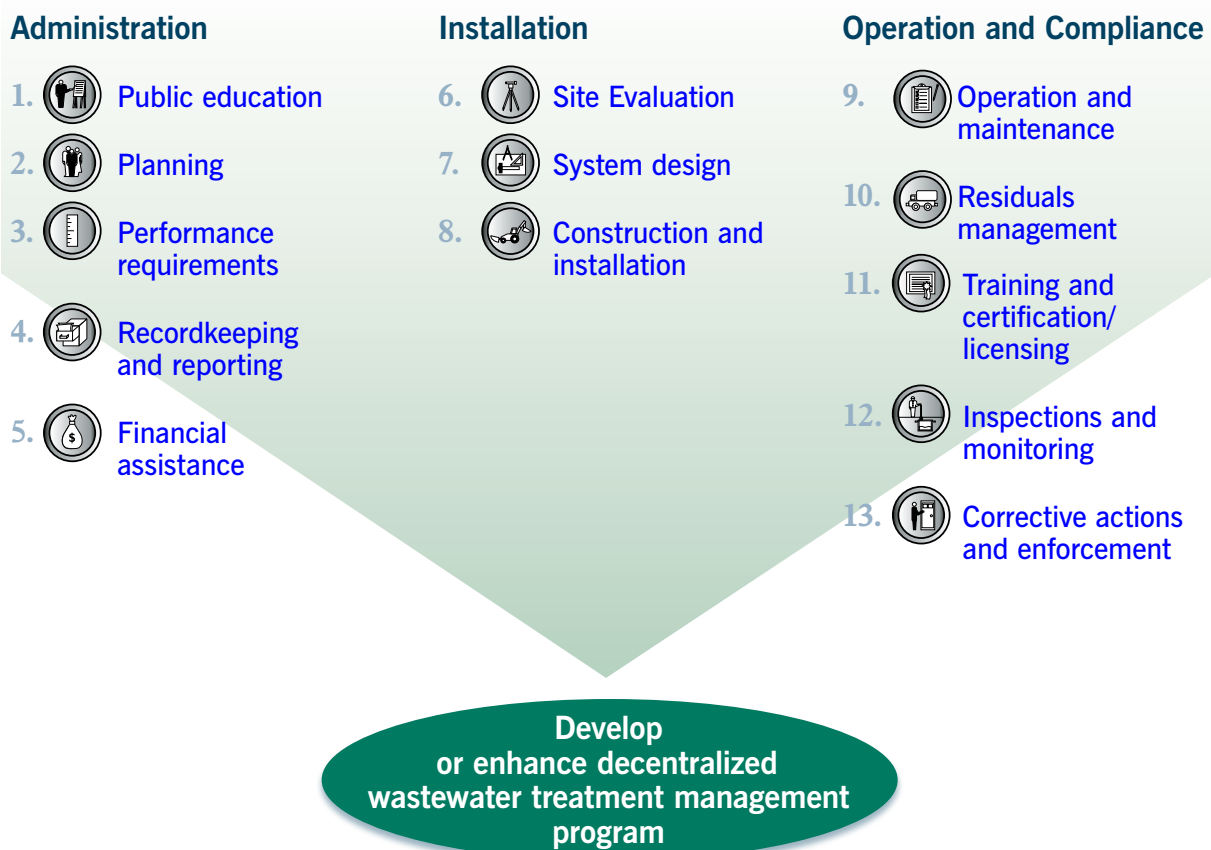 Administration
1. Public education
2. Planning
3. Performance
requirements
4. Recordkeeping
and reporting
5. Financial
assistance
Installation
6. Site Evaluation
7. System design
8. Construction and
installation
Operation and Compliance
9. Operation and
maintenance
10. Residuals
management
11. Training and
certification/
licensing
12. Inspections and
monitoring
13. Corrective actions
and enforcement
$
Develop
or enhance decentralized
wastewater treatment management
program